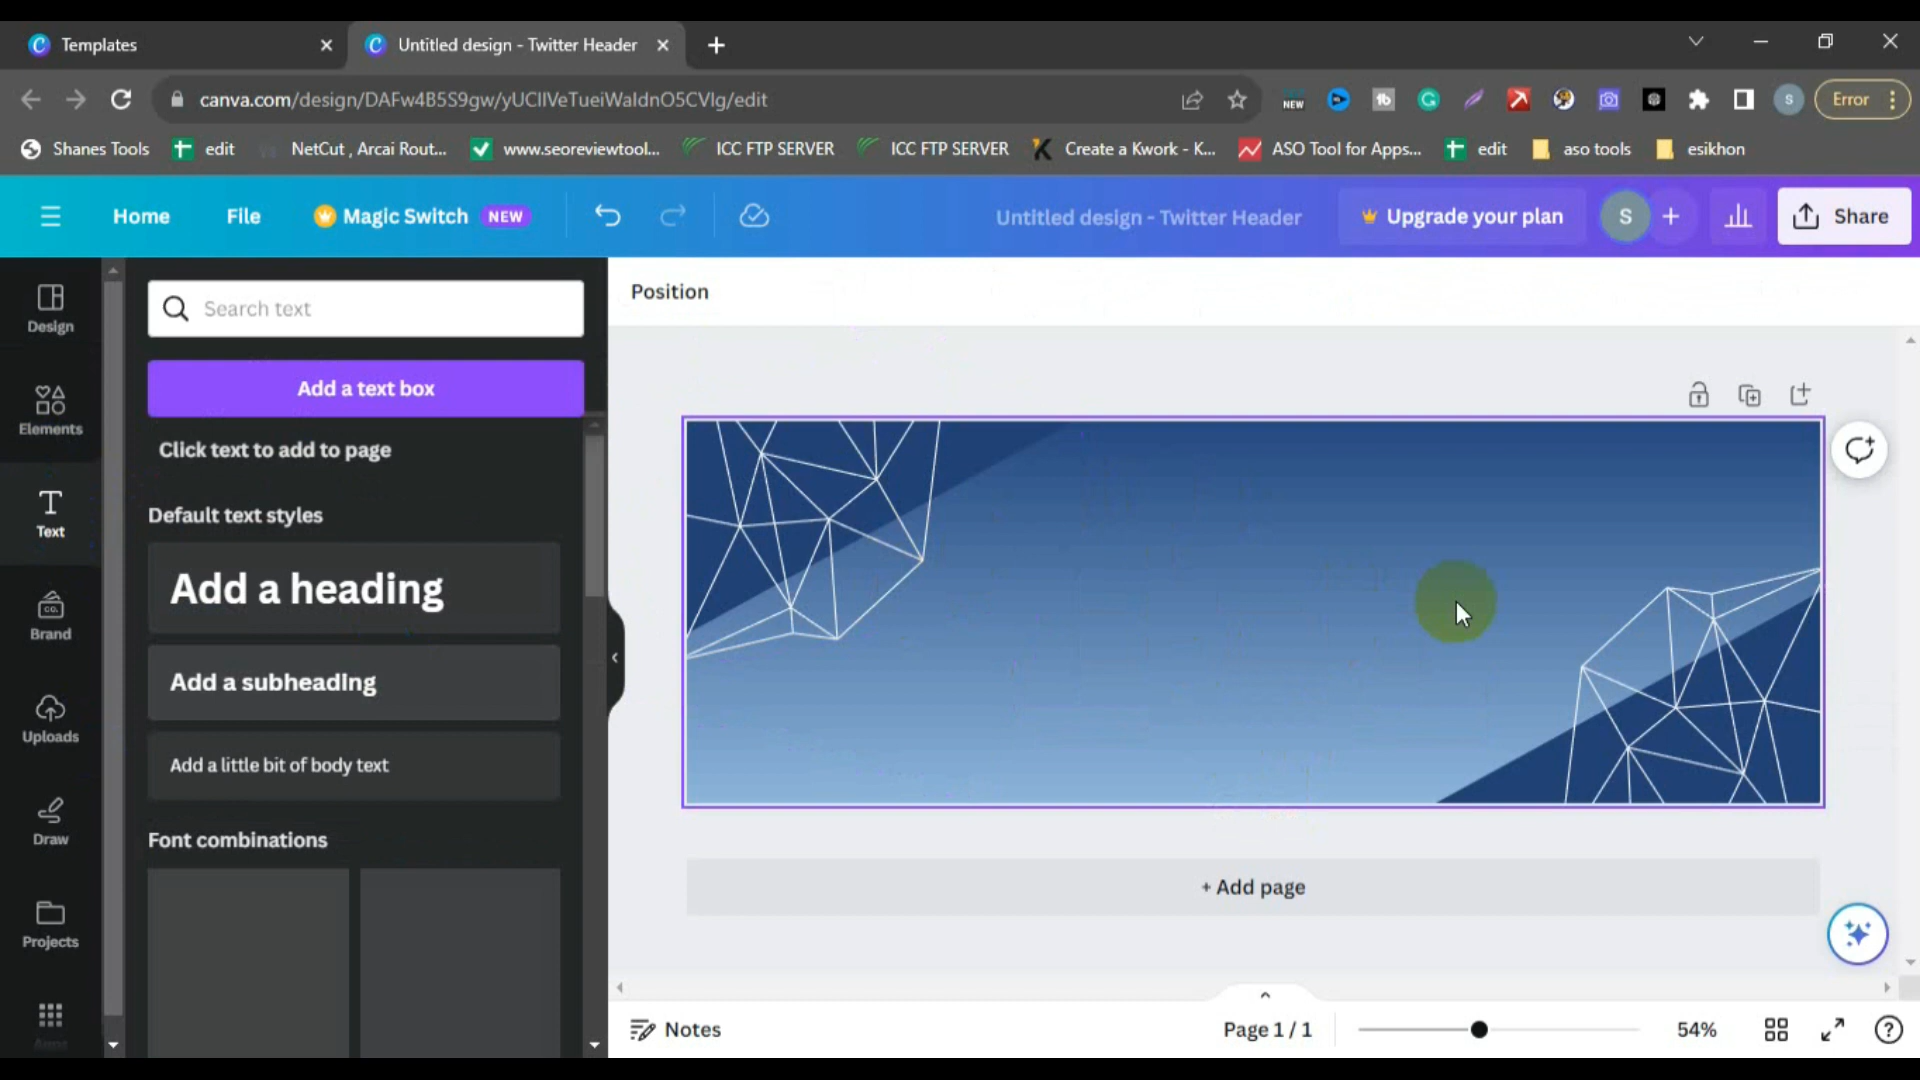 Templates
Untitled design - Twitter Header
canva.com/design/DAFw4B5S9gw/yUCIIVeTueiWaldnO5CVlg/edit
NEW
Error
Shanes Tools
edit
NetCut , Arcai Rout...
www.seoreviewtool...
ICC FTP SERVER
ICC FTP SERVER
Create a Kwork - K...
ASO Tool for Apps...
edit
aso tools
esikhon
Home
File
Magic Switch NEW
Untitled design - Twitter Header
Upgrade your plan
S
Share
Design
Elements
Text
Brand
Uploads
Draw
Projects
Apps
Search text
Add a text box
Click text to add to page
Default text styles
Add a heading
Add a subheading
Add a little bit of body text
Font combinations
Position
+ Add page
Notes
Page 1 / 1
54%